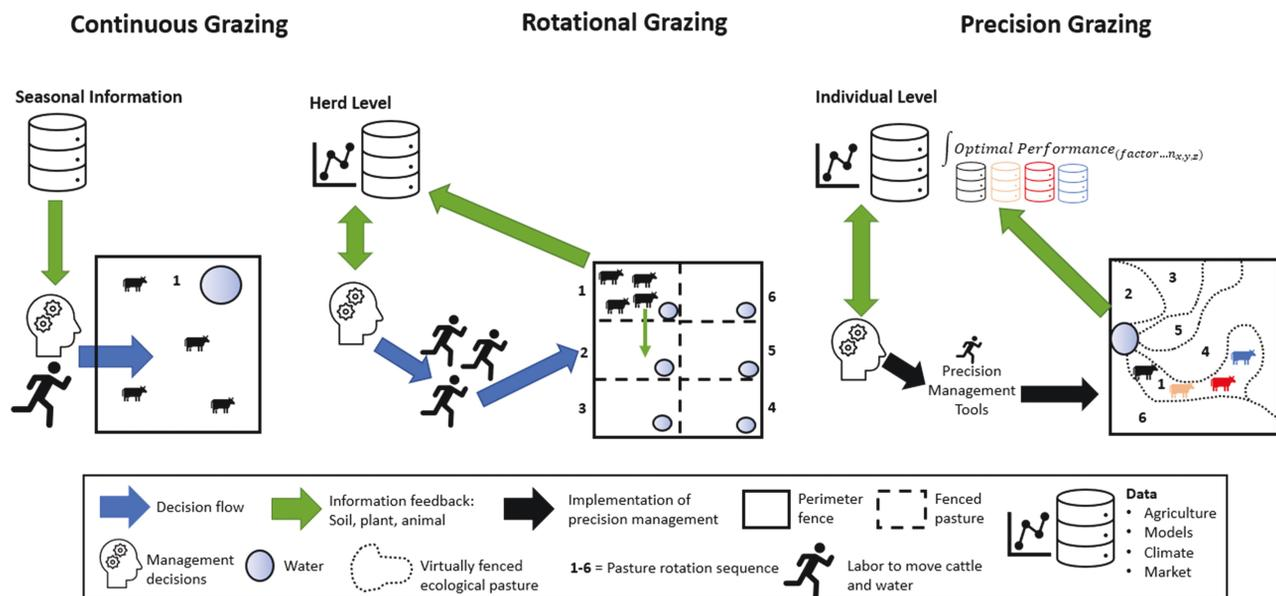 Continuous Grazing
Rotational Grazing
Precision Grazing
Seasonal Information
Herd Level
Individual Level
∫Optimal Performance(factor…nx,y,z)
1
1
2
3
6
5
4
Precision
Management
Tools
2
3
5
4
1
6
Decision flow
Information feedback:
Soil, plant, animal
Implementation of
precision management
Perimeter
fence
Fenced
pasture
Data
• Agriculture
• Models
• Climate
• Market
Management
decisions
Water
Virtually fenced
ecological pasture
1-6 = Pasture rotation sequence
Labor to move cattle
and water